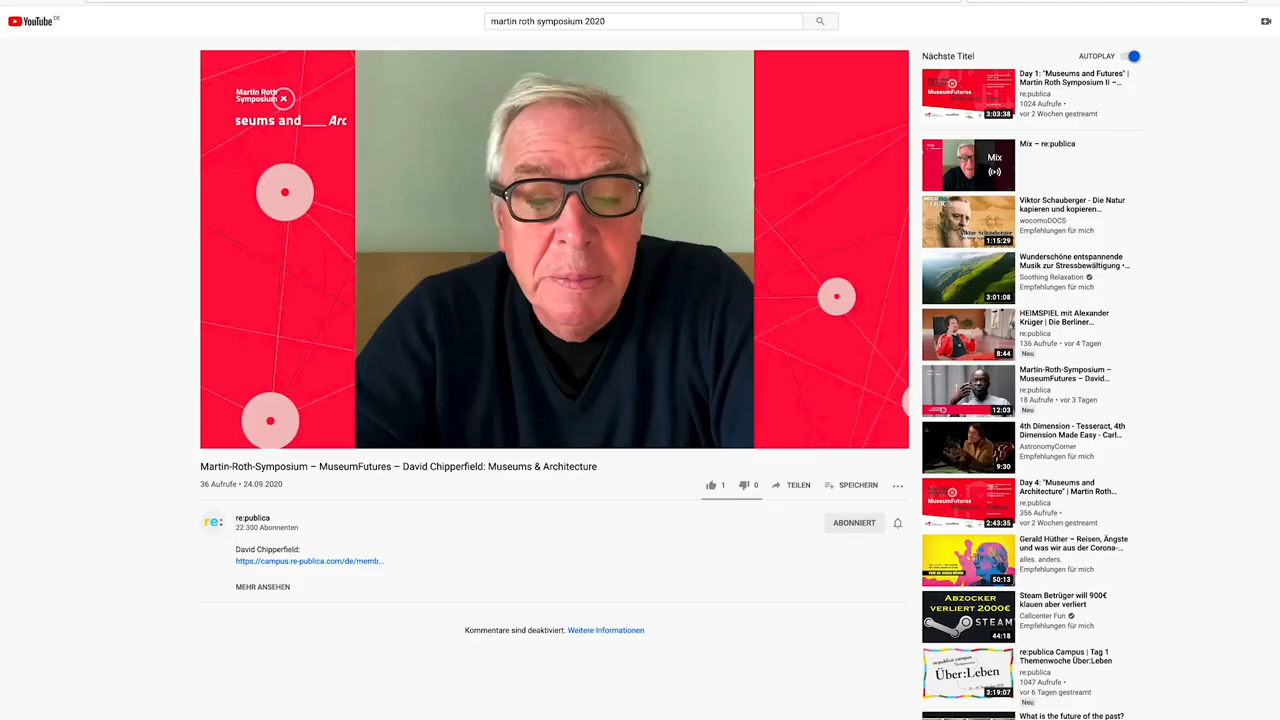 YouTube DE
martin roth symposium 2020
Martin Roth
Symposium
seums and ___ Arc
Martin-Roth-Symposium – MuseumFutures – David Chipperfield: Museums & Architecture
36 Aufrufe • 24.09.2020
1
0
TEILEN
SPEICHERN
re:
re:publica
22.300 Abonnenten
ABONNIERT
David Chipperfield:
https://campus.re-publica.com/de/memb...
MEHR ANSEHEN
Kommentare sind deaktiviert. Weitere Informationen
Nächste Titel
AUTOPLAY
MuseumFutures
3:03:38
Day 1: "Museums and Futures" |
Martin Roth Symposium II –...
re:publica
1024 Aufrufe •
vor 2 Wochen gestreamt
Mix
Mix – re:publica
WOCOMO
DOCS
Viktor Schauberger
1:15:29
Viktor Schauberger - Die Natur
kapieren und kopieren...
wocomoDOCS
Empfehlungen für mich
3:01:08
Wunderschöne entspannende
Musik zur Stressbewältigung •...
Soothing Relaxation
Empfehlungen für mich
8:44
HEIMSPIEL mit Alexander
Krüger | Die Berliner...
re:publica
136 Aufrufe • vor 4 Tagen
Neu
12:03
Martin-Roth-Symposium –
MuseumFutures – David...
re:publica
18 Aufrufe • vor 3 Tagen
Neu
9:30
4th Dimension - Tesseract, 4th
Dimension Made Easy - Carl...
AstronomyCorner
Empfehlungen für mich
MuseumFutures
2:43:35
Day 4: "Museums and
Architecture" | Martin Roth...
re:publica
356 Aufrufe •
vor 2 Wochen gestreamt
50:13
Gerald Hüther – Reisen, Ängste
und was wir aus der Corona-...
alles. anders.
Empfehlungen für mich
ABZOCKER
VERLIERT 2000€
STEAM
44:18
Steam Betrüger will 900€
klauen aber verliert
Callcenter Fun
Empfehlungen für mich
re:publica campus
Themenwoche
Über:Leben
3:19:07
re:publica Campus | Tag 1
Themenwoche Über:Leben
re:publica
1047 Aufrufe •
vor 6 Tagen gestreamt
Neu
What is the future of the past?